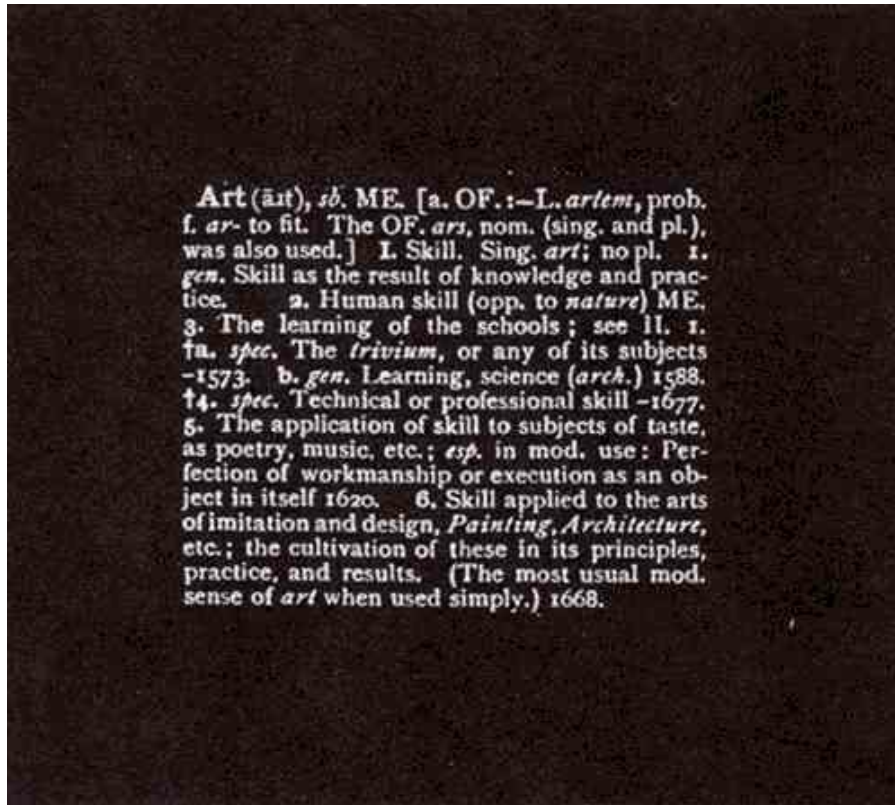 Art (āɪt), sb. ME. [a. OF. :—L. artem, prob.
f. ar- to fit. The OF. ars, nom. (sing. and pl.),
was also used.] I. Skill. Sing. art; no pl. 1.
gen. Skill as the result of knowledge and prac-
tice. 2. Human skill (opp. to nature) ME.
3. The learning of the schools; see II. 1.
†a. spec. The trivium, or any of its subjects
-1573. b. gen. Learning, science (arch.) 1588.
†4. spec. Technical or professional skill -1677.
5. The application of skill to subjects of taste,
as poetry, music, etc.; esp. in mod. use: Per-
fection of workmanship or execution as an ob-
ject in itself 1620. 6. Skill applied to the arts
of imitation and design, Painting, Architecture,
etc.; the cultivation of these in its principles,
practice, and results. (The most usual mod.
sense of art when used simply.) 1668.